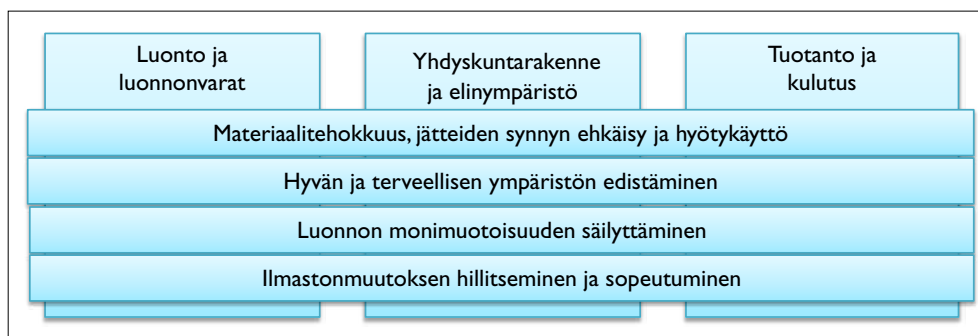 Luonto ja
luonnonvarat
Yhdyskuntarakenne
ja elinympäristö
Tuotanto ja
kulutus
Materiaalitehokkuus, jätteiden synnyn ehkäisy ja hyötykäyttö
Hyvän ja terveellisen ympäristön edistäminen
Luonnon monimuotoisuuden säilyttäminen
Ilmastonmuutoksen hillitseminen ja sopeutuminen